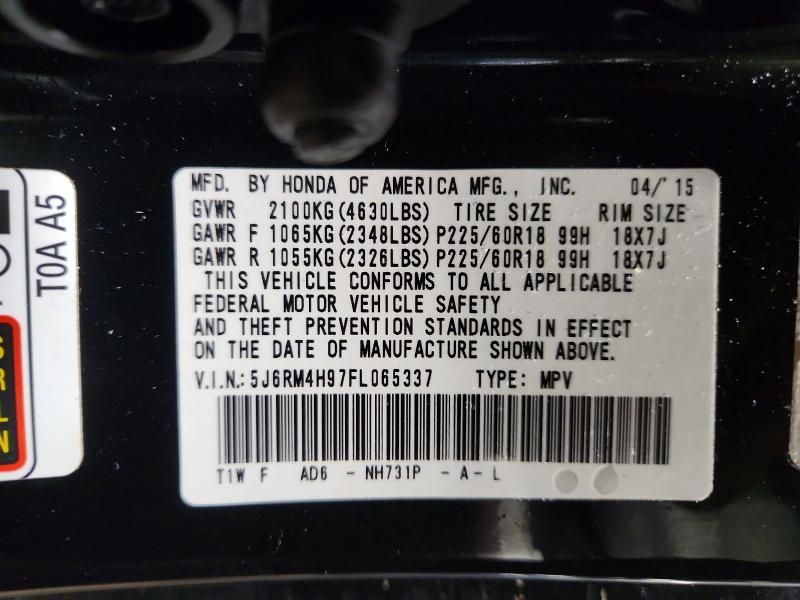 MFD. BY HONDA OF AMERICA MFG., INC. 04/'15
GVWR 2100KG(4630LBS) TIRE SIZE RIM SIZE
GAWR F 1065KG(2348LBS) P225/60R18 99H 18X7J
GAWR R 1055KG(2326LBS) P225/60R18 99H 18X7J
THIS VEHICLE CONFORMS TO ALL APPLICABLE
FEDERAL MOTOR VEHICLE SAFETY
AND THEFT PREVENTION STANDARDS IN EFFECT
ON THE DATE OF MANUFACTURE SHOWN ABOVE.
V.I.N.: 5J6RM4H97FL065337 TYPE: MPV
T1W F AD6 - NH731P - A - L
T0A A5